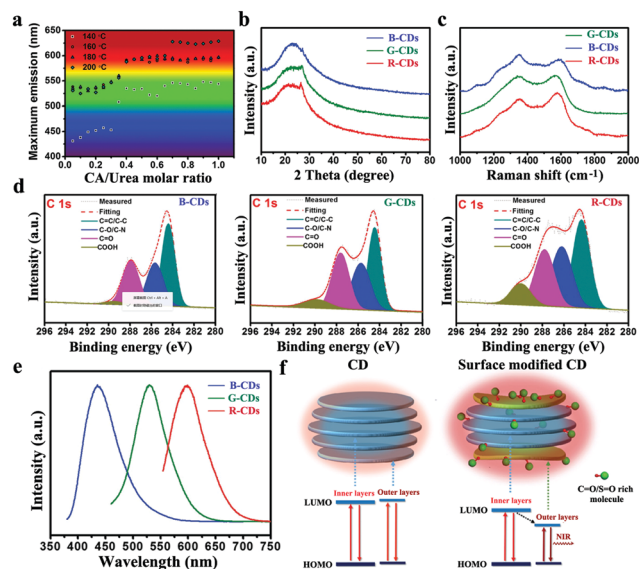 a
Maximum emission (nm)
650
625
600
575
550
525
500
475
450
425
400
140 °C
160 °C
180 °C
200 °C
0.0 0.2 0.4 0.6 0.8 1.0
CA/Urea molar ratio
b
Intensity (a.u.)
B-CDs
G-CDs
R-CDs
10 20 30 40 50 60 70 80
2 Theta (degree)
c
Intensity (a.u.)
G-CDs
B-CDs
R-CDs
1000 1200 1400 1600 1800 2000
Raman shift (cm-1)
d
C 1s
B-CDs
Measured
Fitting
C=C/C-C
C-O/C-N
C=O
COOH
Intensity (a.u.)
296 294 292 290 288 286 284 282 280
Binding energy (eV)
C 1s
G-CDs
Measured
Fitting
C=C/C-C
C-O/C-N
C=O
COOH
Intensity (a.u.)
296 294 292 290 288 286 284 282 280
Binding energy (eV)
C 1s
R-CDs
Measured
Fitting
C=C/C-C
C-O/C-N
C=O
COOH
Intensity (a.u.)
296 294 292 290 288 286 284 282 280
Binding energy (eV)
e
Intensity (a.u.)
B-CDs
G-CDs
R-CDs
350 450 550 650 750
Wavelength (nm)
f
CD
Surface modified CD
Inner layers
Outer layers
LUMO
HOMO
Inner layers
Outer layers
LUMO
NIR
HOMO
C=O/S=O rich
molecule